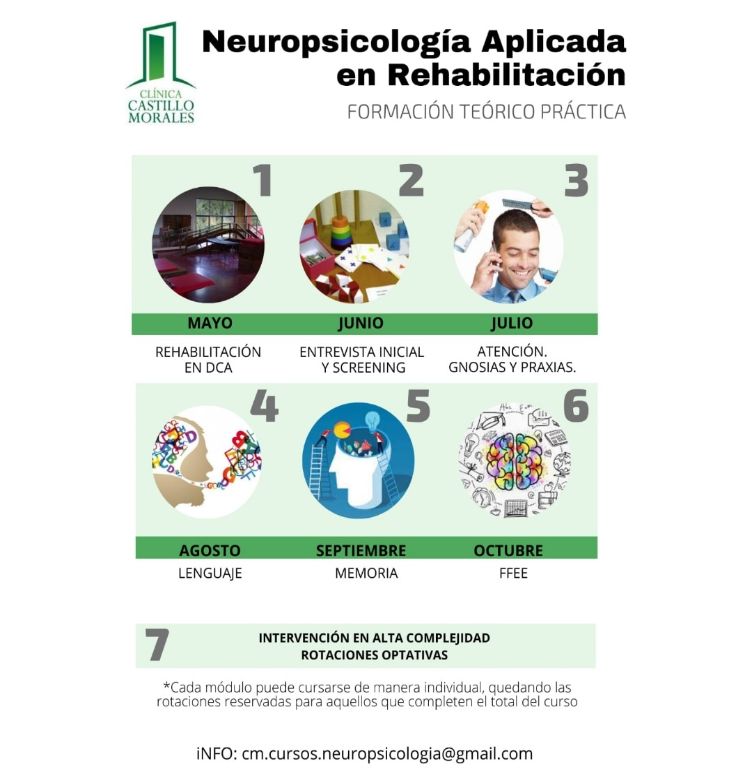 Neuropsicología Aplicada
en Rehabilitación
FORMACIÓN TEÓRICO PRÁCTICA
CLÍNICA
CASTILLO
MORALES
1
2
3
MAYO
JUNIO
JULIO
REHABILITACIÓN
EN DCA
ENTREVISTA INICIAL
Y SCREENING
ATENCIÓN.
GNOSIAS Y PRAXIAS.
4
5
6
AGOSTO
SEPTIEMBRE
OCTUBRE
LENGUAJE
MEMORIA
FFEE
7
INTERVENCIÓN EN ALTA COMPLEJIDAD
ROTACIONES OPTATIVAS
*Cada módulo puede cursarse de manera individual, quedando las
rotaciones reservadas para aquellos que completen el total del curso
iNFO: cm.cursos.neuropsicologia@gmail.com